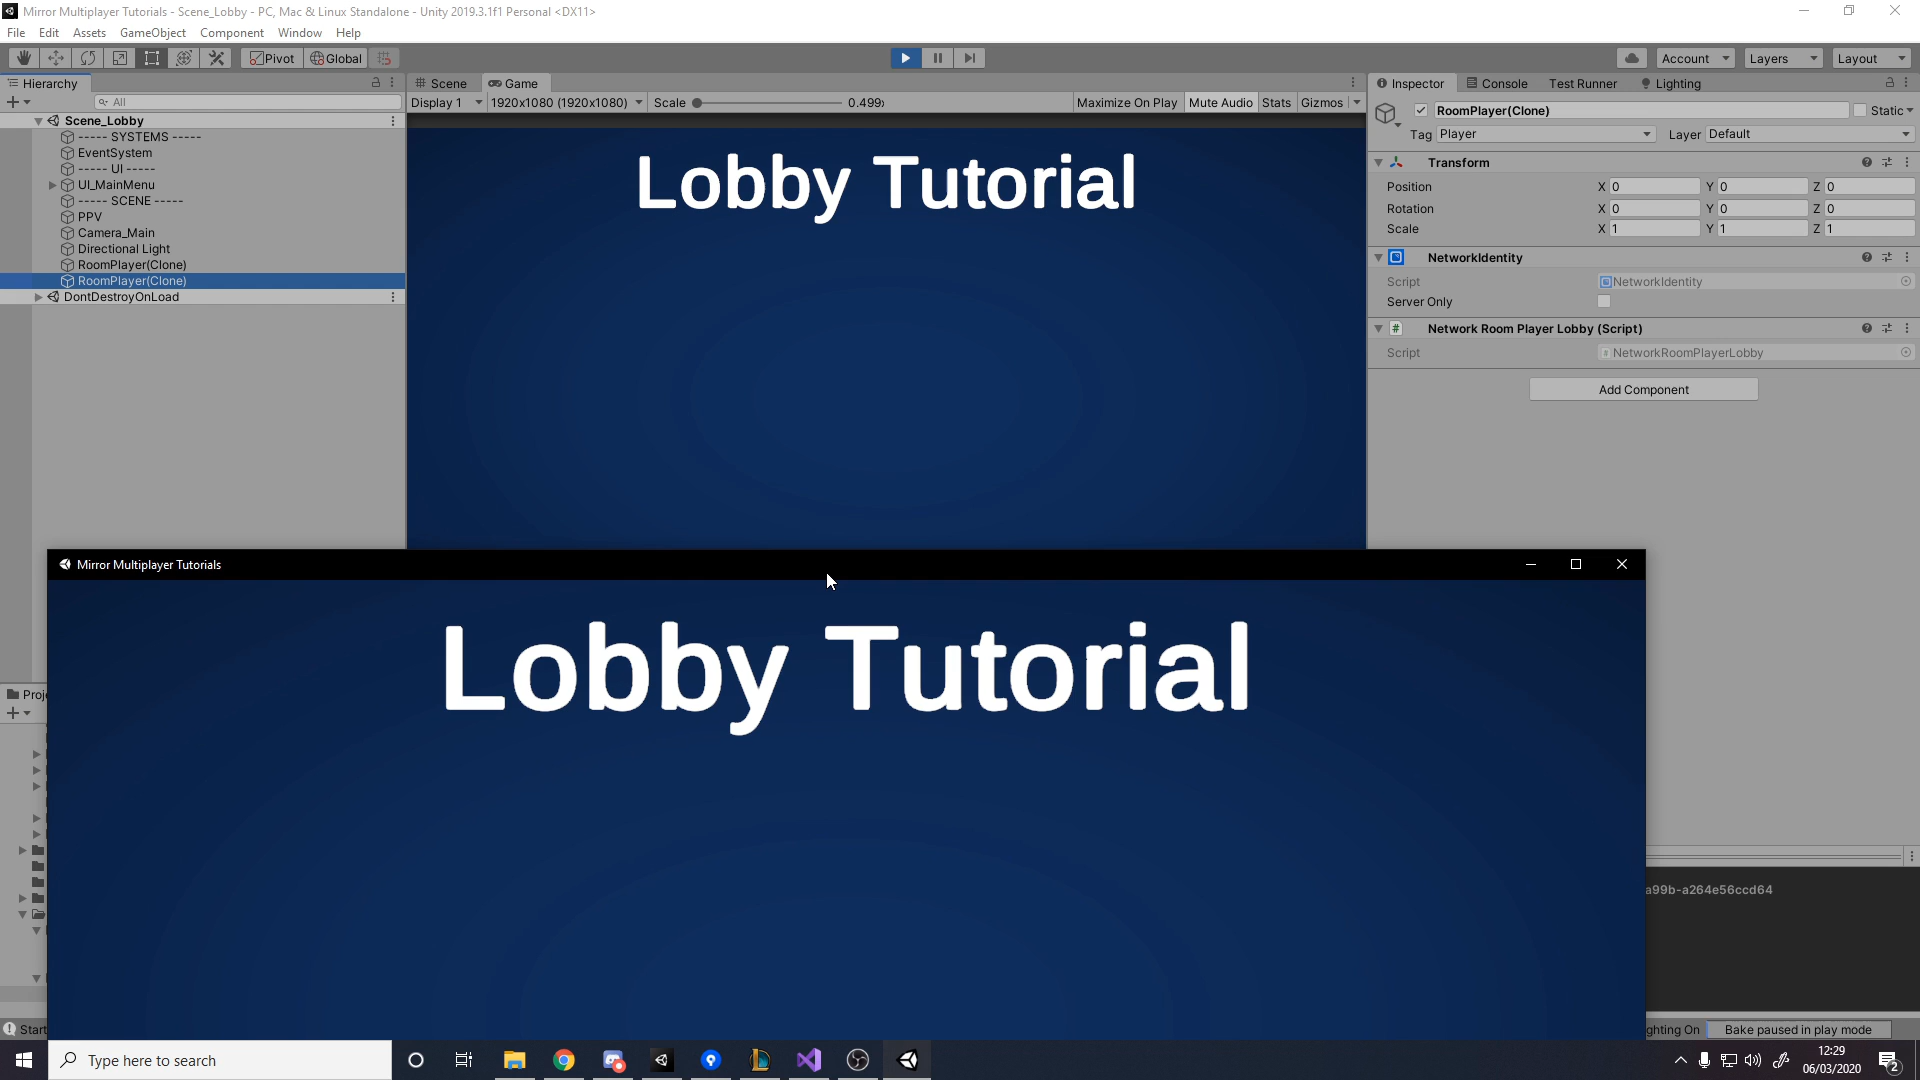 Mirror Multiplayer Tutorials - Scene_Lobby - PC, Mac & Linux Standalone - Unity 2019.3.1f1 Personal <DX11>
File Edit Assets GameObject Component Window Help
Pivot Global Account Layers Layout
Hierarchy
All
Scene_Lobby
----- SYSTEMS -----
EventSystem
----- UI -----
UI_MainMenu
----- SCENE -----
PPV
Camera_Main
Directional Light
RoomPlayer(Clone)
RoomPlayer(Clone)
DontDestroyOnLoad
Scene Game
Display 1 1920x1080 (1920x1080) Scale 0.499x Maximize On Play Mute Audio Stats Gizmos
Lobby Tutorial
Inspector Console Test Runner Lighting
RoomPlayer(Clone) Static
Tag Player Layer Default
Transform
Position X 0 Y 0 Z 0
Rotation X 0 Y 0 Z 0
Scale X 1 Y 1 Z 1
NetworkIdentity
Script NetworkIdentity
Server Only
Network Room Player Lobby (Script)
Script NetworkRoomPlayerLobby
Add Component
Mirror Multiplayer Tutorials
Lobby Tutorial
Proje
a99b-a264e56ccd64
Start
ghting On Bake paused in play mode
Type here to search
12:29
06/03/2020
2